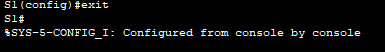 S1(config)#exit
S1#
%SYS-5-CONFIG_I: Configured from console by console